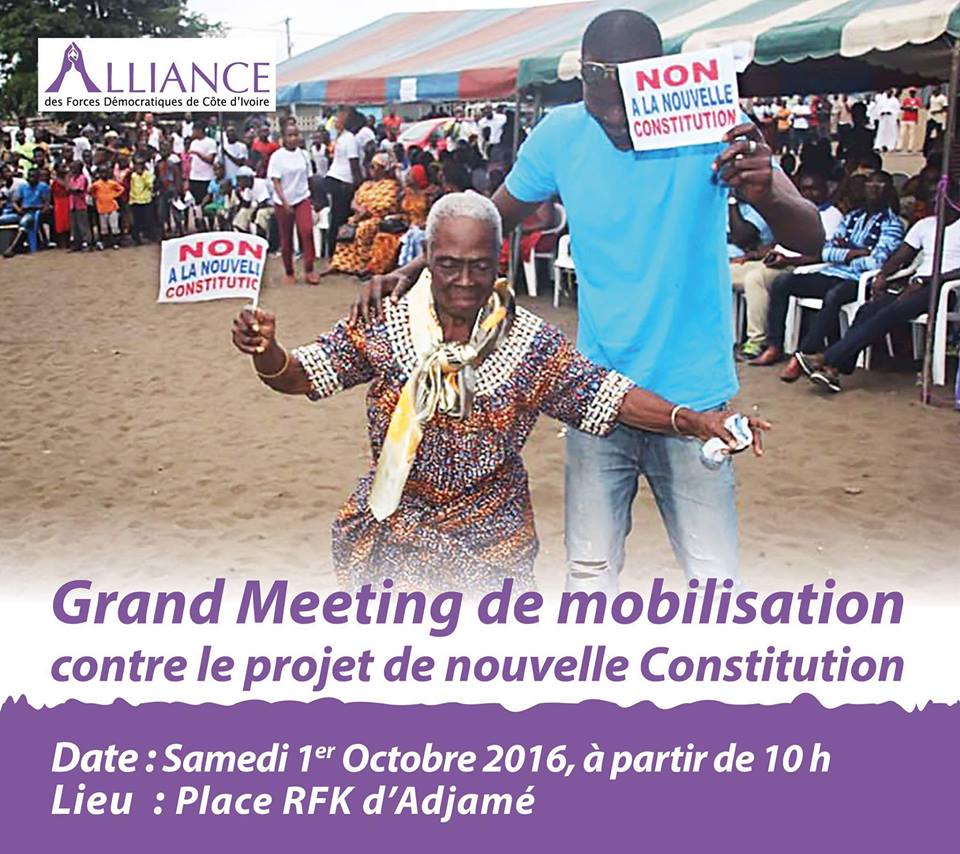 ALLIANCE
des Forces Démocratiques de Côte d'Ivoire
NON
A LA NOUVELLE
CONSTITUTION
NON
A LA NOUVELL
CONSTITUTIC
Grand Meeting de mobilisation
contre le projet de nouvelle Constitution
Date : Samedi 1er Octobre 2016, à partir de 10 h
Lieu : Place RFK d'Adjamé